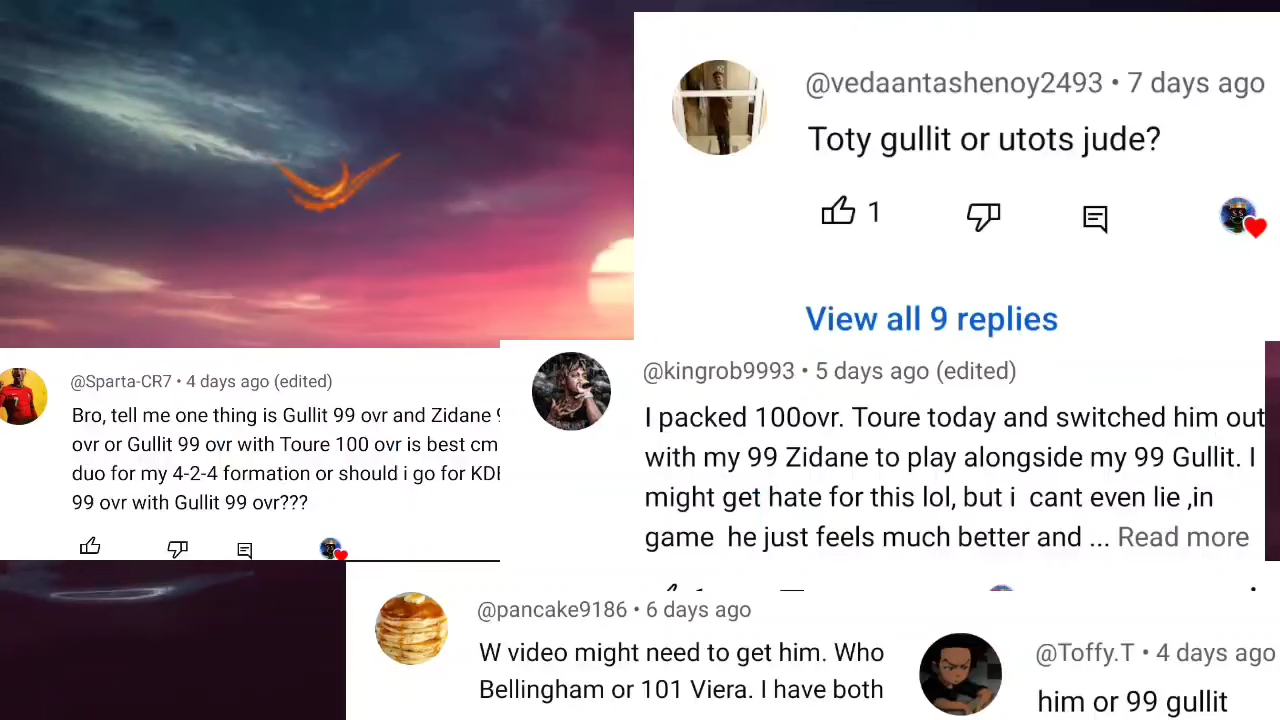 @vedaantashenoy2493 • 7 days ago
Toty gullit or utots jude?
1
View all 9 replies
@Sparta-CR7 • 4 days ago (edited)
Bro, tell me one thing is Gullit 99 ovr and Zidane
ovr or Gullit 99 ovr with Toure 100 ovr is best cm
duo for my 4-2-4 formation or should i go for
99 ovr with Gullit 99 ovr???
@kingrob9993 • 5 days ago (edited)
I packed 100ovr. Toure today and switched him out
with my 99 Zidane to play alongside my 99 Gullit. I
might get hate for this lol, but i cant even lie ,in
game he just feels much better and ... Read more
@pancake9186 • 6 days ago
W video might need to get him. Who
Bellingham or 101 Viera. I have both
@Toffy.T • 4 days ago
him or 99 gullit